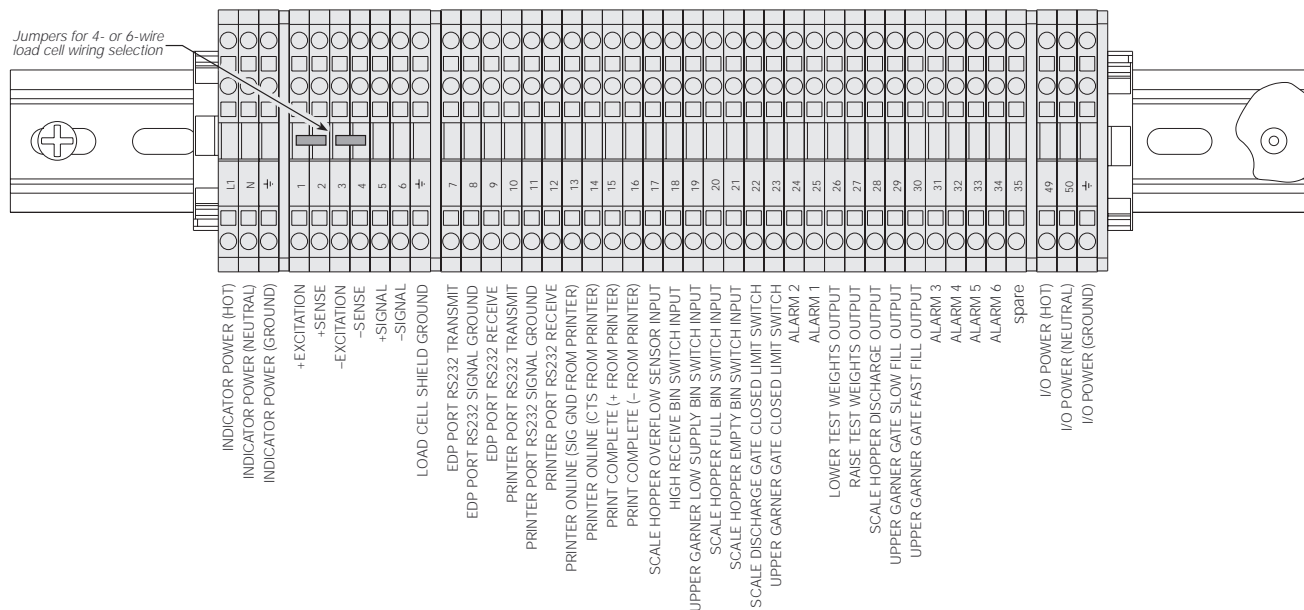 Jumpers for 4- or 6-wire
load cell wiring selection
L1
N
1
2
3
4
5
6
7
8
9
10
11
12
13
14
15
16
17
18
19
20
21
22
23
24
25
26
27
28
29
30
31
32
33
34
35
49
50
INDICATOR POWER (HOT)
INDICATOR POWER (NEUTRAL)
INDICATOR POWER (GROUND)
+EXCITATION
+SENSE
–EXCITATION
–SENSE
+SIGNAL
–SIGNAL
LOAD CELL SHIELD GROUND
EDP PORT RS232 TRANSMIT
EDP PORT RS232 SIGNAL GROUND
EDP PORT RS232 RECEIVE
PRINTER PORT RS232 TRANSMIT
PRINTER PORT RS232 SIGNAL GROUND
PRINTER PORT RS232 RECEIVE
PRINTER ONLINE (SIG GND FROM PRINTER)
PRINTER ONLINE (CTS FROM PRINTER)
PRINT COMPLETE (+ FROM PRINTER)
PRINT COMPLETE (– FROM PRINTER)
SCALE HOPPER OVERFLOW SENSOR INPUT
HIGH RECEIVE BIN SWITCH INPUT
UPPER GARNER LOW SUPPLY BIN SWITCH INPUT
SCALE HOPPER FULL BIN SWITCH INPUT
SCALE HOPPER EMPTY BIN SWITCH INPUT
SCALE DISCHARGE GATE CLOSED LIMIT SWITCH
UPPER GARNER GATE CLOSED LIMIT SWITCH
ALARM 2
ALARM 1
LOWER TEST WEIGHTS OUTPUT
RAISE TEST WEIGHTS OUTPUT
SCALE HOPPER DISCHARGE OUTPUT
UPPER GARNER GATE SLOW FILL OUTPUT
UPPER GARNER GATE FAST FILL OUTPUT
ALARM 3
ALARM 4
ALARM 5
ALARM 6
spare
I/O POWER (HOT)
I/O POWER (NEUTRAL)
I/O POWER (GROUND)